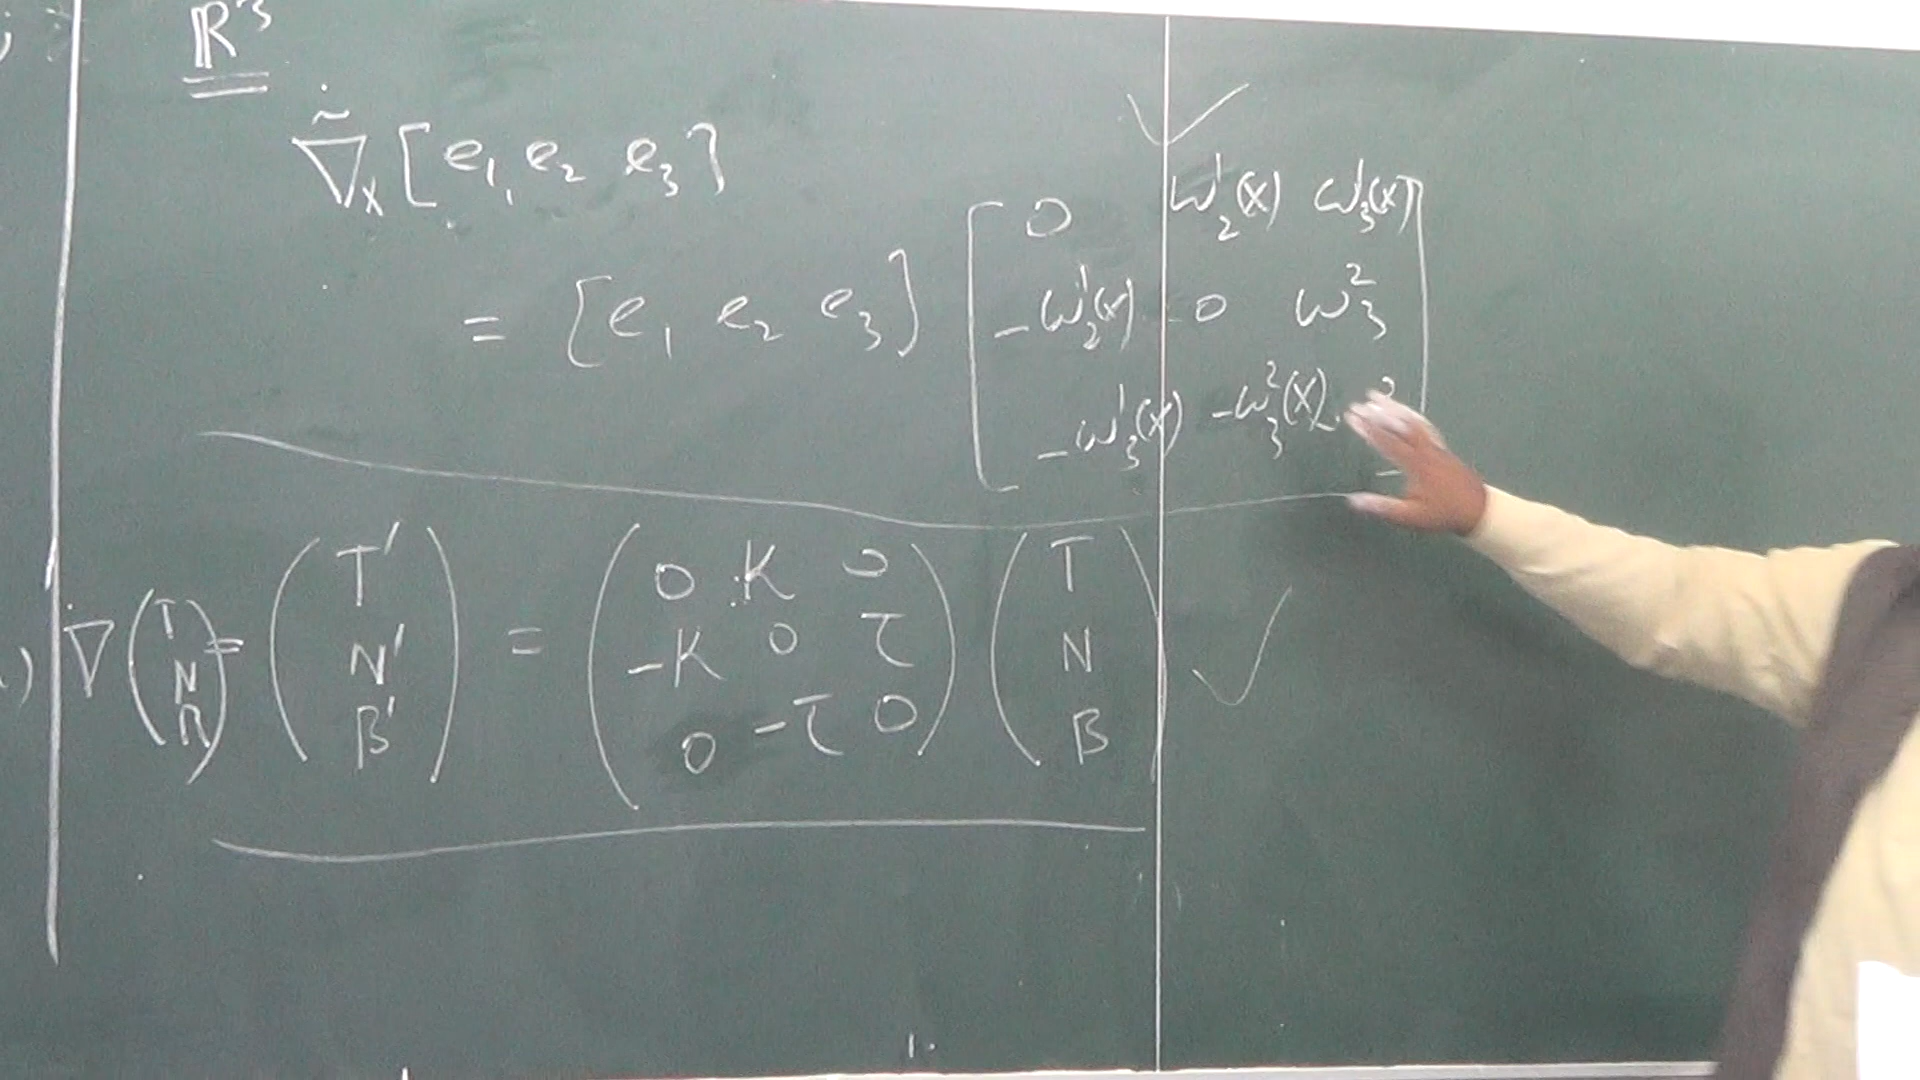 ℝ³
∇̃_X [e₁, e₂ e₃]
= [e₁ e₂ e₃] [0 ω¹₂(X) ω¹₃(X)
-ω¹₂(X) 0 ω²₃
-ω¹₃(X) -ω²₃(X)
∇ (T N B) = (T' N' B') = (0 K 0
-K 0 τ
0 -τ 0) (T N B)